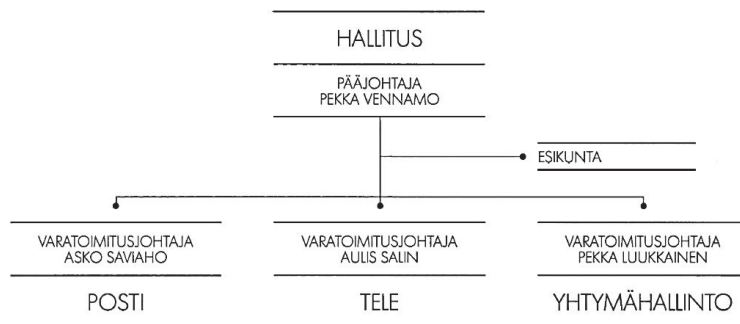 HALLITUS
PÄÄJOHTAJA
PEKKA VENNAMO
ESIKUNTA
VARATOIMITUSJOHTAJA
ASKO SAVIAHO
POSTI
VARATOIMITUSJOHTAJA
AULIS SALIN
TELE
VARATOIMITUSJOHTAJA
PEKKA LUUKKAINEN
YHTYMÄHALLINTO